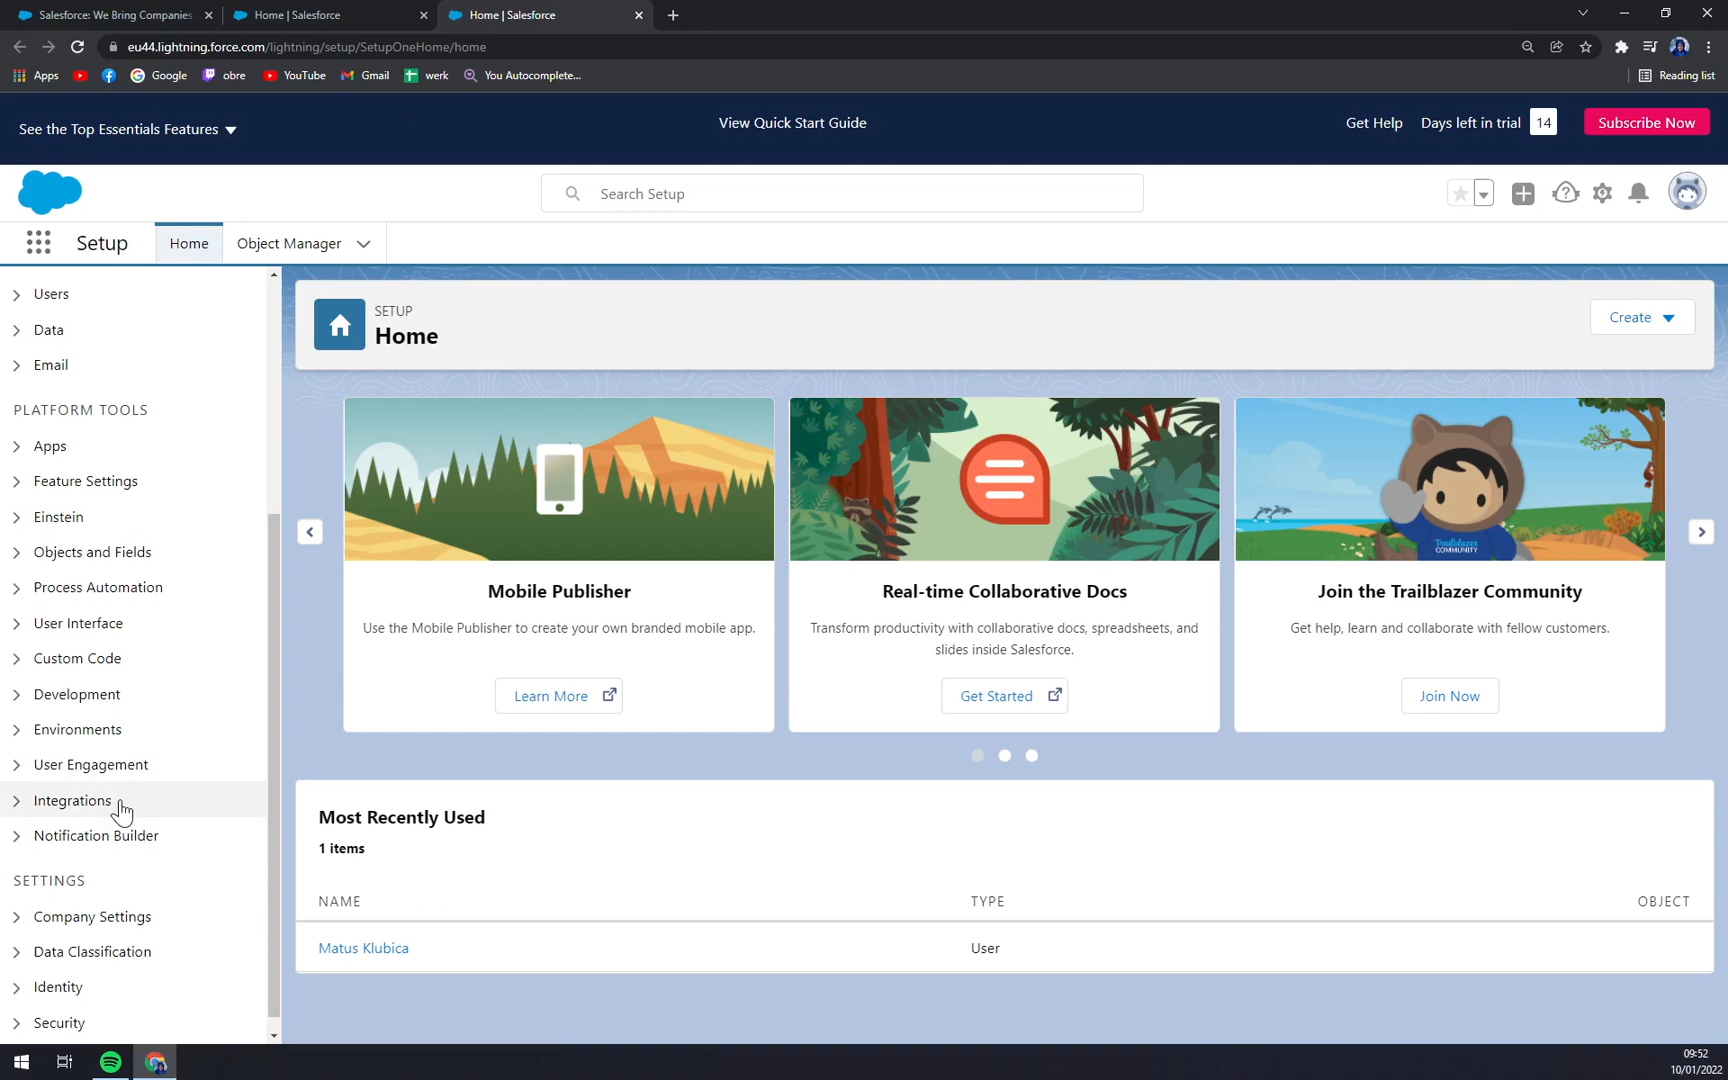 Salesforce: We Bring Companies
Home | Salesforce
Home | Salesforce
eu44.lightning.force.com/lightning/setup/SetupOneHome/home
Apps
Google
obre
YouTube
Gmail
werk
You Autocomplete...
Reading list
See the Top Essentials Features
View Quick Start Guide
Get Help
Days left in trial 14
Subscribe Now
Search Setup
Setup
Home
Object Manager
Users
Data
Email
PLATFORM TOOLS
Apps
Feature Settings
Einstein
Objects and Fields
Process Automation
User Interface
Custom Code
Development
Environments
User Engagement
Integrations
Notification Builder
SETTINGS
Company Settings
Data Classification
Identity
Security
SETUP
Home
Create
Mobile Publisher
Use the Mobile Publisher to create your own branded mobile app.
Learn More
Real-time Collaborative Docs
Transform productivity with collaborative docs, spreadsheets, and
slides inside Salesforce.
Get Started
TRAILBLAZER
COMMUNITY
Join the Trailblazer Community
Get help, learn and collaborate with fellow customers.
Join Now
Most Recently Used
1 items
NAME
TYPE
OBJECT
Matus Klubica
User
09:52
10/01/2022